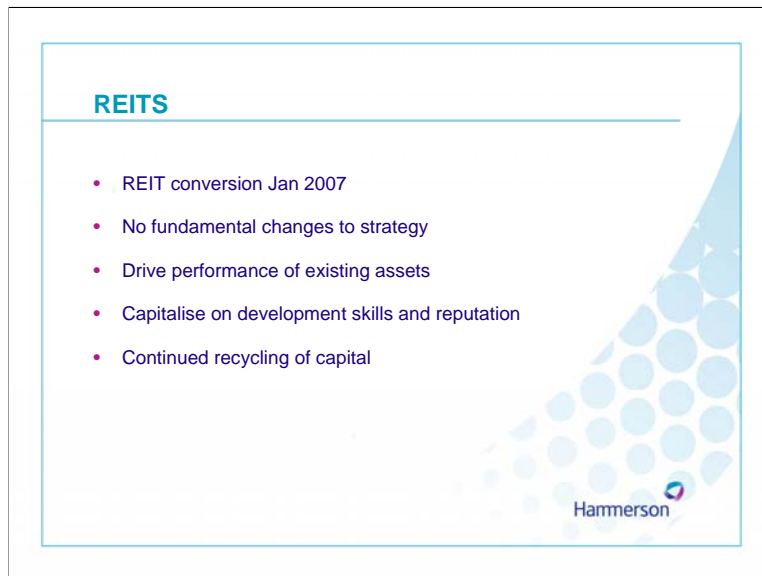 REITS
• REIT conversion Jan 2007
• No fundamental changes to strategy
• Drive performance of existing assets
• Capitalise on development skills and reputation
• Continued recycling of capital
Hammerson